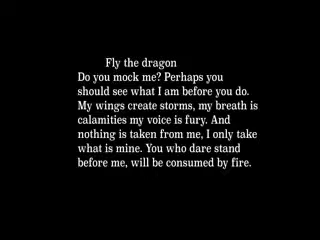 Fly the dragon
Do you mock me? Perhaps you
should see what I am before you do.
My wings create storms, my breath is
calamities my voice is fury. And
nothing is taken from me, I only take
what is mine. You who dare stand
before me, will be consumed by fire.